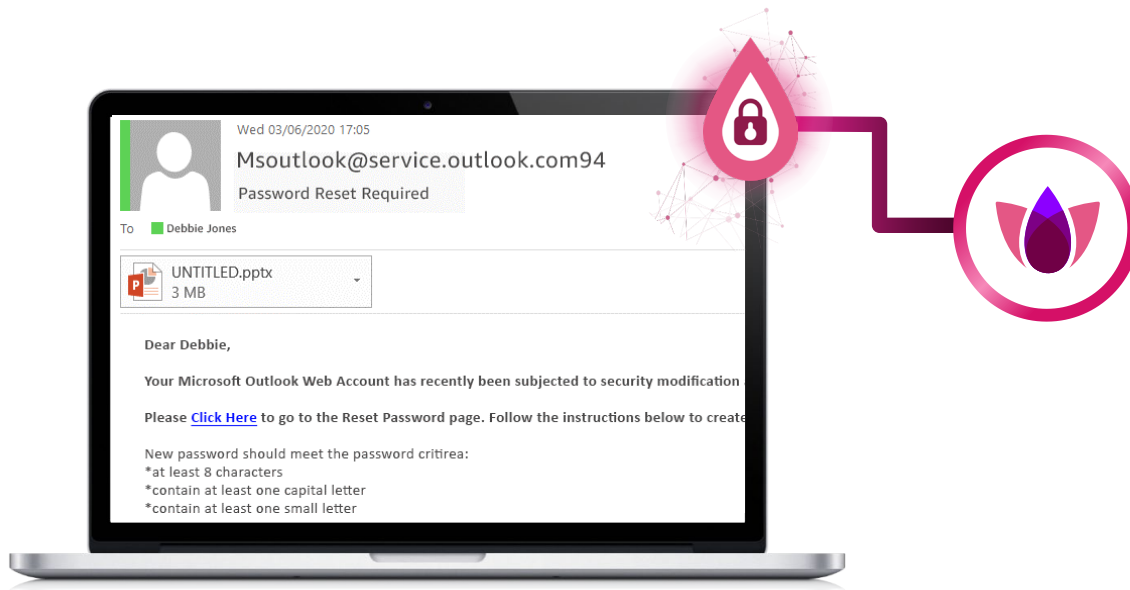 Wed 03/06/2020 17:05
Msoutlook@service.outlook.com94
Password Reset Required
To Debbie Jones
P UNTITLED.pptx
3 MB
Dear Debbie,
Your Microsoft Outlook Web Account has recently been subjected to security modification
Please Click Here to go to the Reset Password page. Follow the instructions below to create
New password should meet the password critirea:
*at least 8 characters
*contain at least one capital letter
*contain at least one small letter